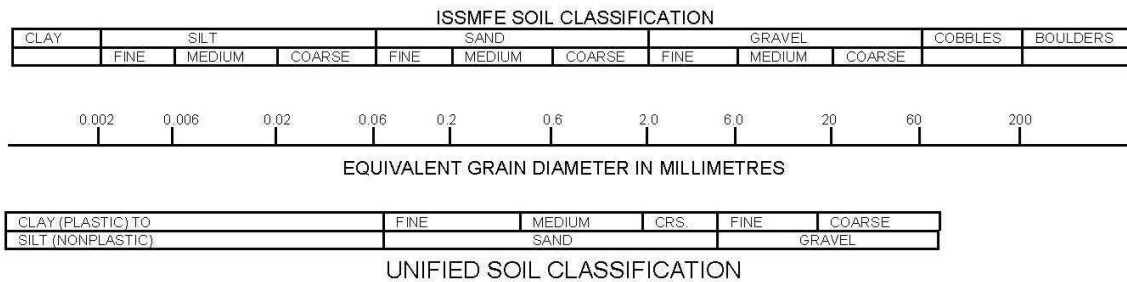 ISSMFE SOIL CLASSIFICATION
CLAY SILT SAND GRAVEL COBBLES BOULDERS
FINE MEDIUM COARSE FINE MEDIUM COARSE FINE MEDIUM COARSE
0.002 0.006 0.02 0.06 0.2 0.6 2.0 6.0 20 60 200
EQUIVALENT GRAIN DIAMETER IN MILLIMETRES
CLAY (PLASTIC) TO FINE MEDIUM CRS. FINE COARSE
SILT (NONPLASTIC) SAND GRAVEL
UNIFIED SOIL CLASSIFICATION